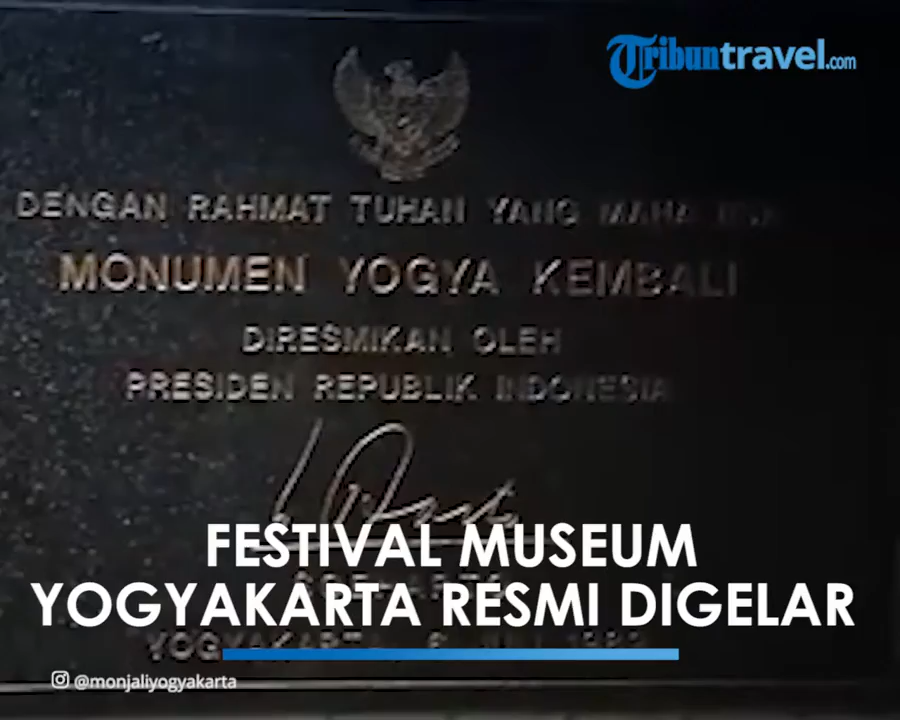 Tribuntravel.com
DENGAN RAHMAT TUHAN YANG MAHA
MONUMEN YOGYA KEMBALI
DIRESMIKAN OLEH
PRESIDEN REPUBLIK INDONESIA
FESTIVAL MUSEUM
YOGYAKARTA RESMI DIGELAR
@monjaliyogyakarta